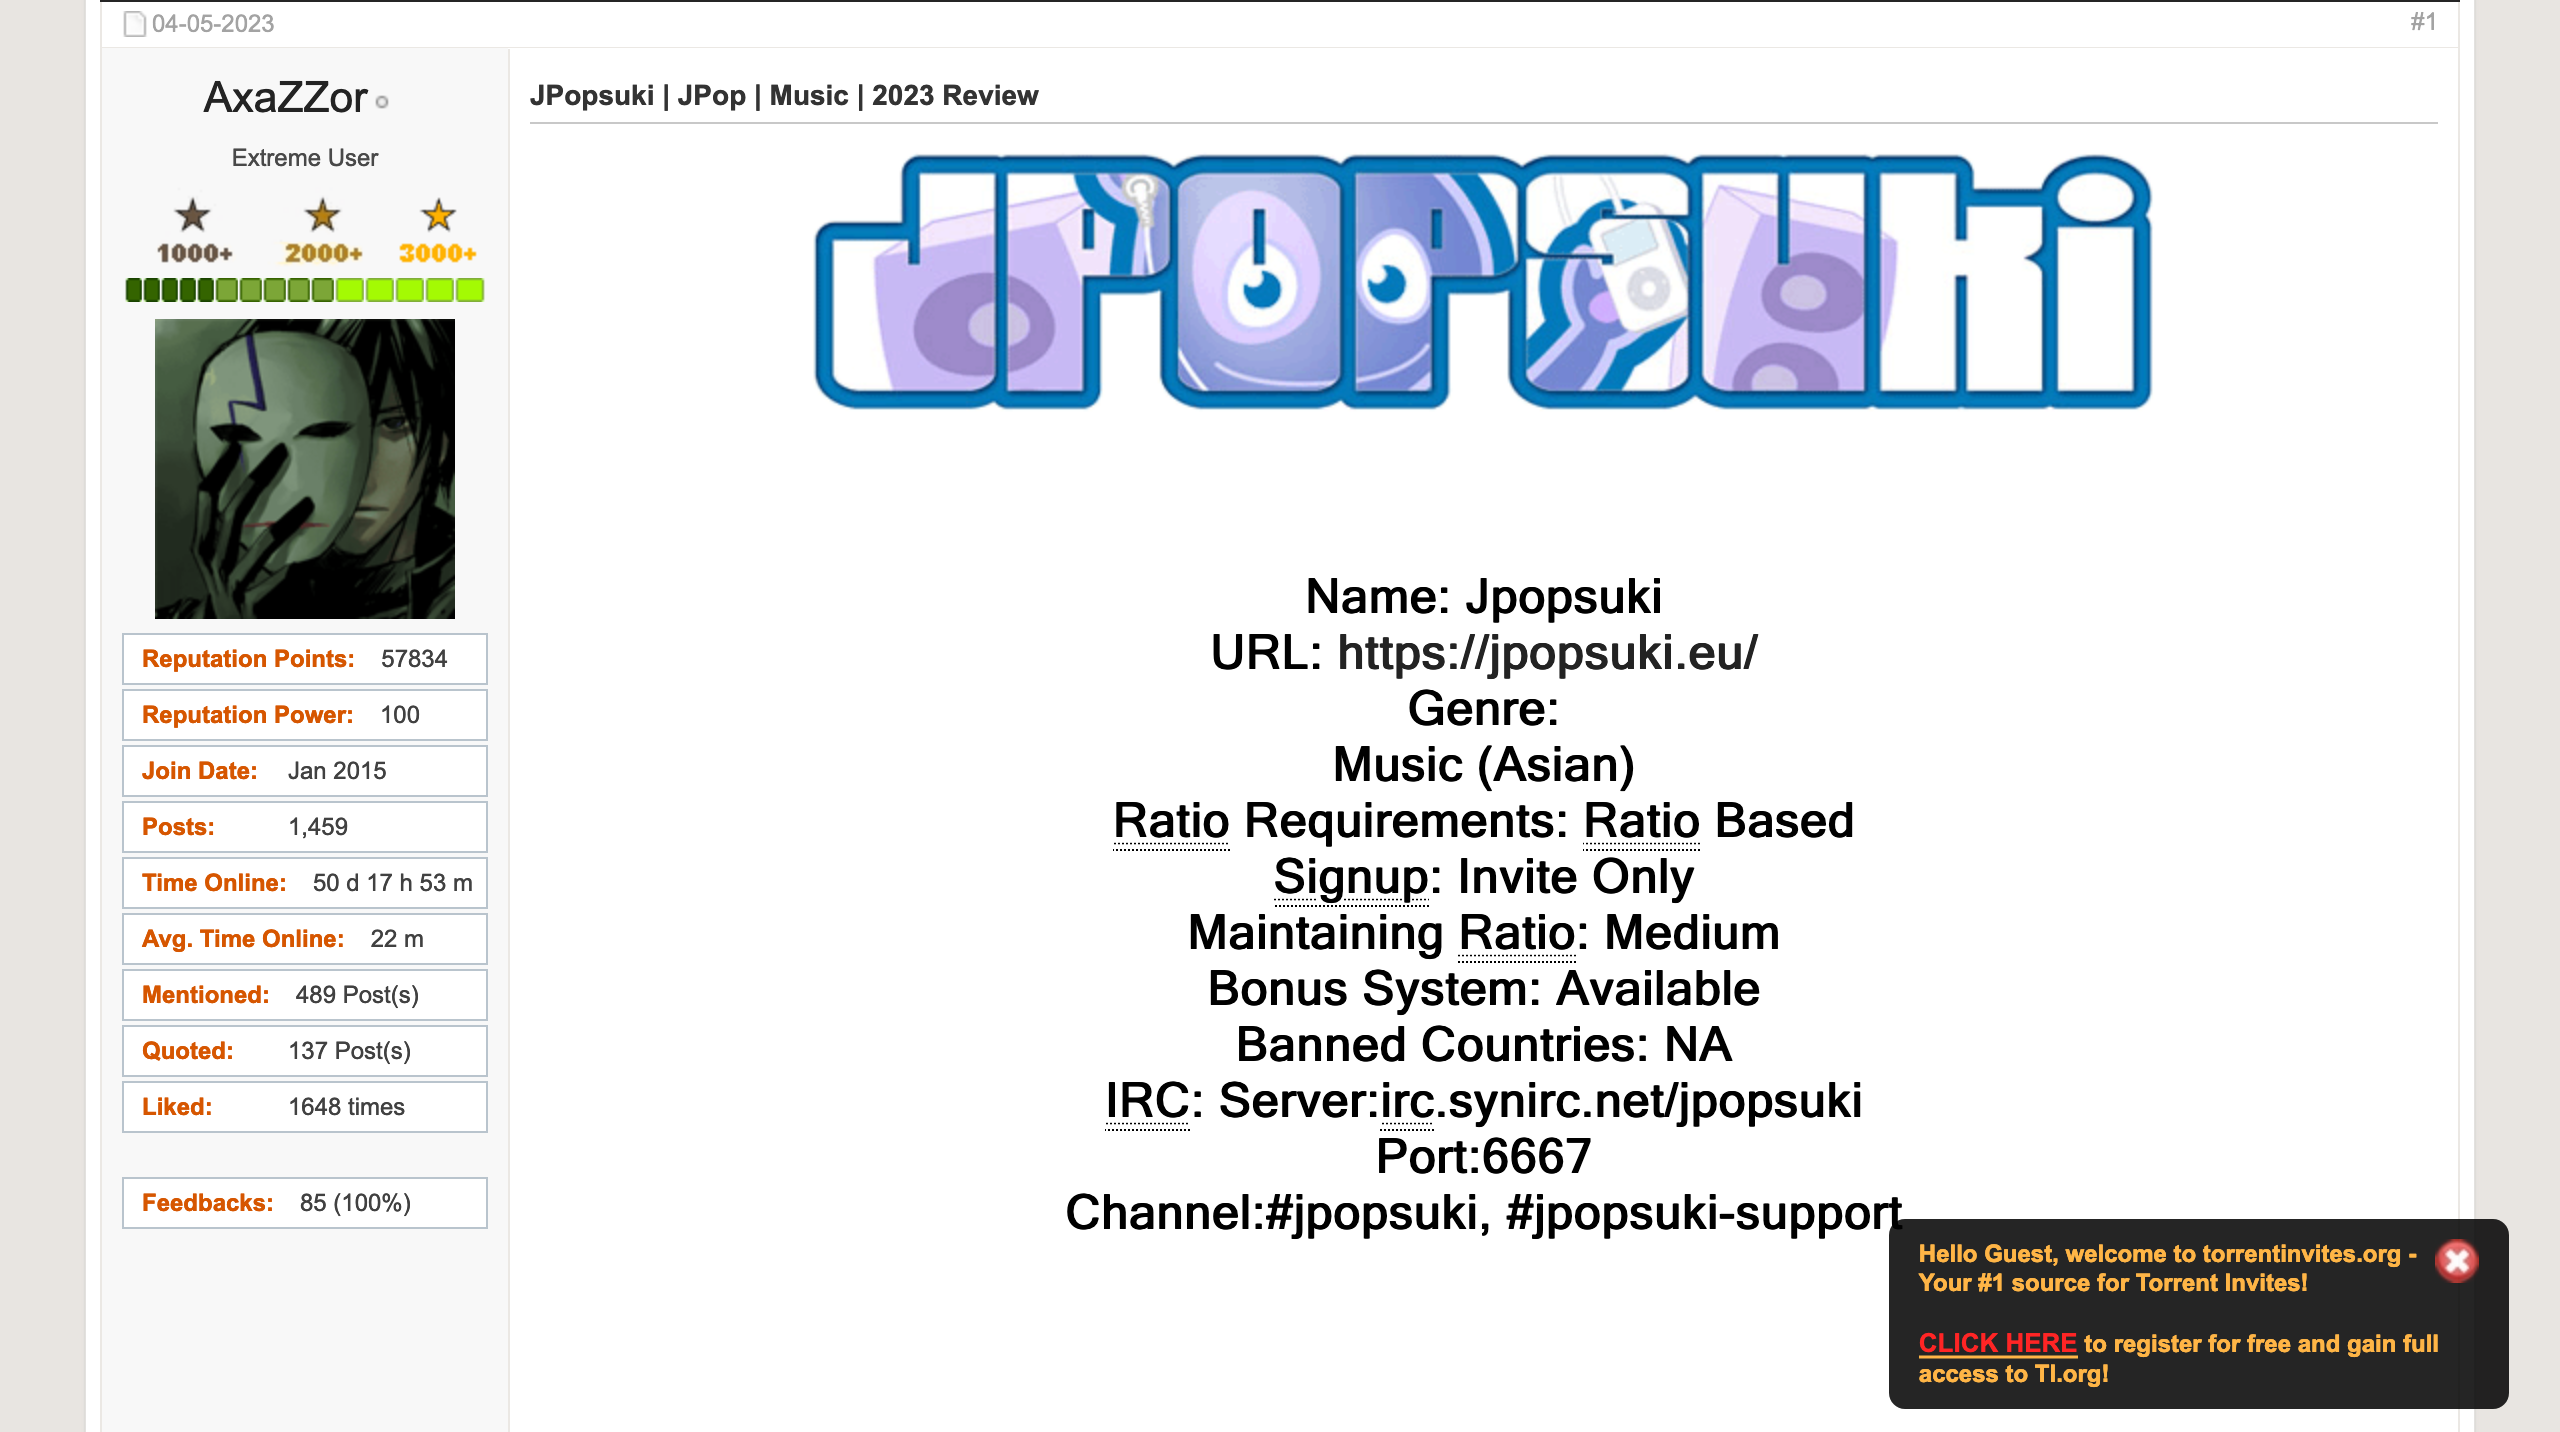 04-05-2023
#1
AxaZZor
Extreme User
1000+ 2000+ 3000+
Reputation Points: 57834
Reputation Power: 100
Join Date: Jan 2015
Posts: 1,459
Time Online: 50 d 17 h 53 m
Avg. Time Online: 22 m
Mentioned: 489 Post(s)
Quoted: 137 Post(s)
Liked: 1648 times
Feedbacks: 85 (100%)
JPopsuki | JPop | Music | 2023 Review
JPOPSUKi
Name: Jpopsuki
URL: https://jpopsuki.eu/
Genre:
Music (Asian)
Ratio Requirements: Ratio Based
Signup: Invite Only
Maintaining Ratio: Medium
Bonus System: Available
Banned Countries: NA
IRC: Server:irc.synirc.net/jpopsuki
Port:6667
Channel:#jpopsuki, #jpopsuki-support
Hello Guest, welcome to torrentinvites.org -
Your #1 source for Torrent Invites!
CLICK HERE to register for free and gain full
access to TI.org!